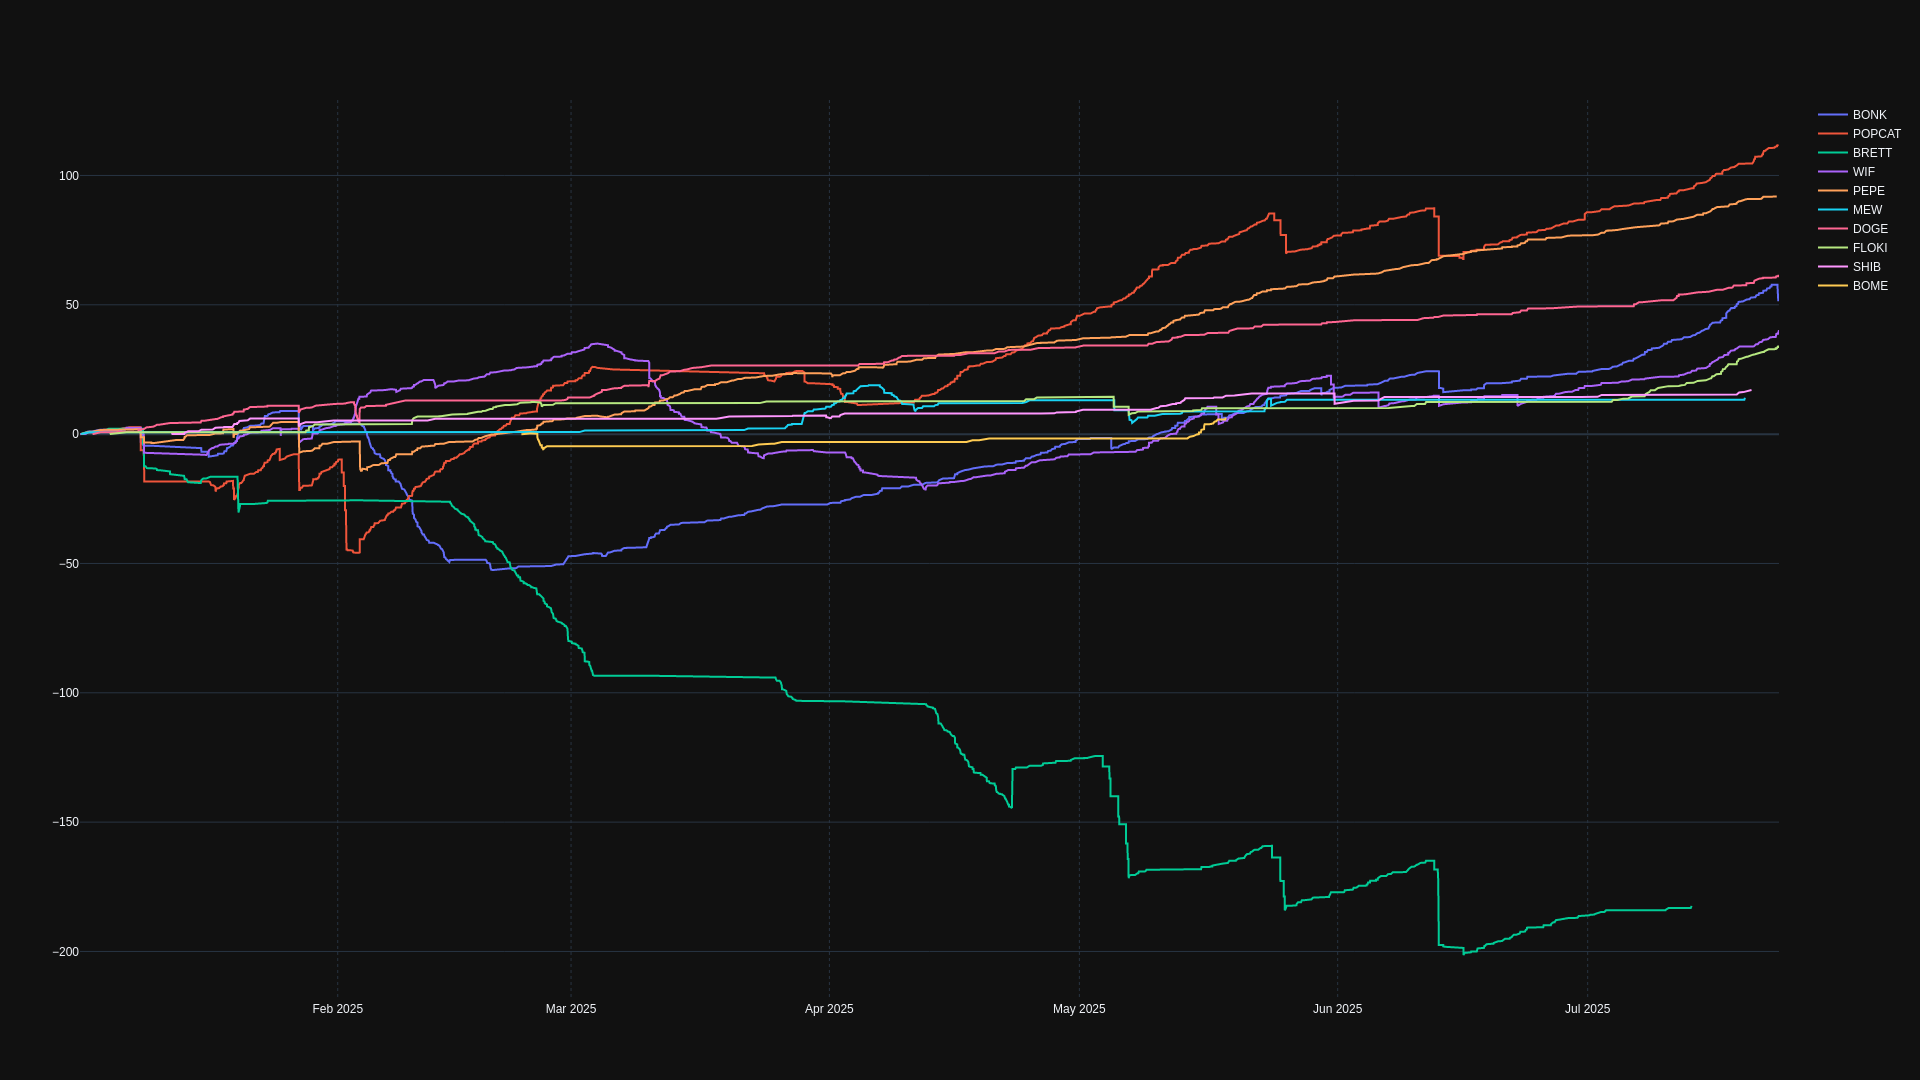 100
50
0
−50
−100
−150
−200
Feb 2025
Mar 2025
Apr 2025
May 2025
Jun 2025
Jul 2025
BONK
POPCAT
BRETT
WIF
PEPE
MEW
DOGE
FLOKI
SHIB
BOME